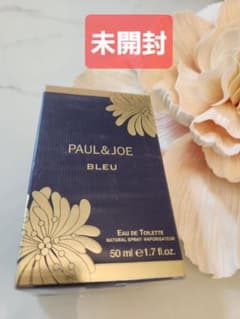 未開封
PAUL & JOE
BLEU
EAU DE TOILETTE
NATURAL SPRAY VAPORISATEUR
50 ml e 1.7 fl.oz.